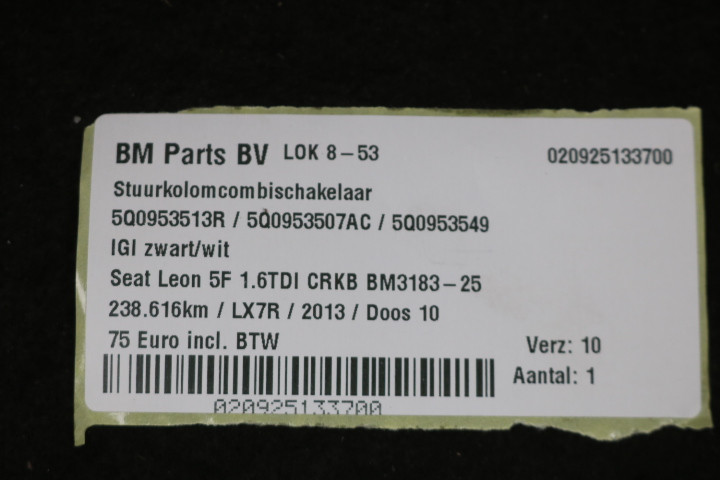 BM Parts BV LOK 8-53 020925133700
Stuurkolomcombischakelaar
5Q0953513R / 5Q0953507AC / 5Q0953549
IGI zwart/wit
Seat Leon 5F 1.6TDI CRKB BM3183-25
238.616km / LX7R / 2013 / Doos 10
75 Euro incl. BTW
Verz: 10
Aantal: 1
020925133700